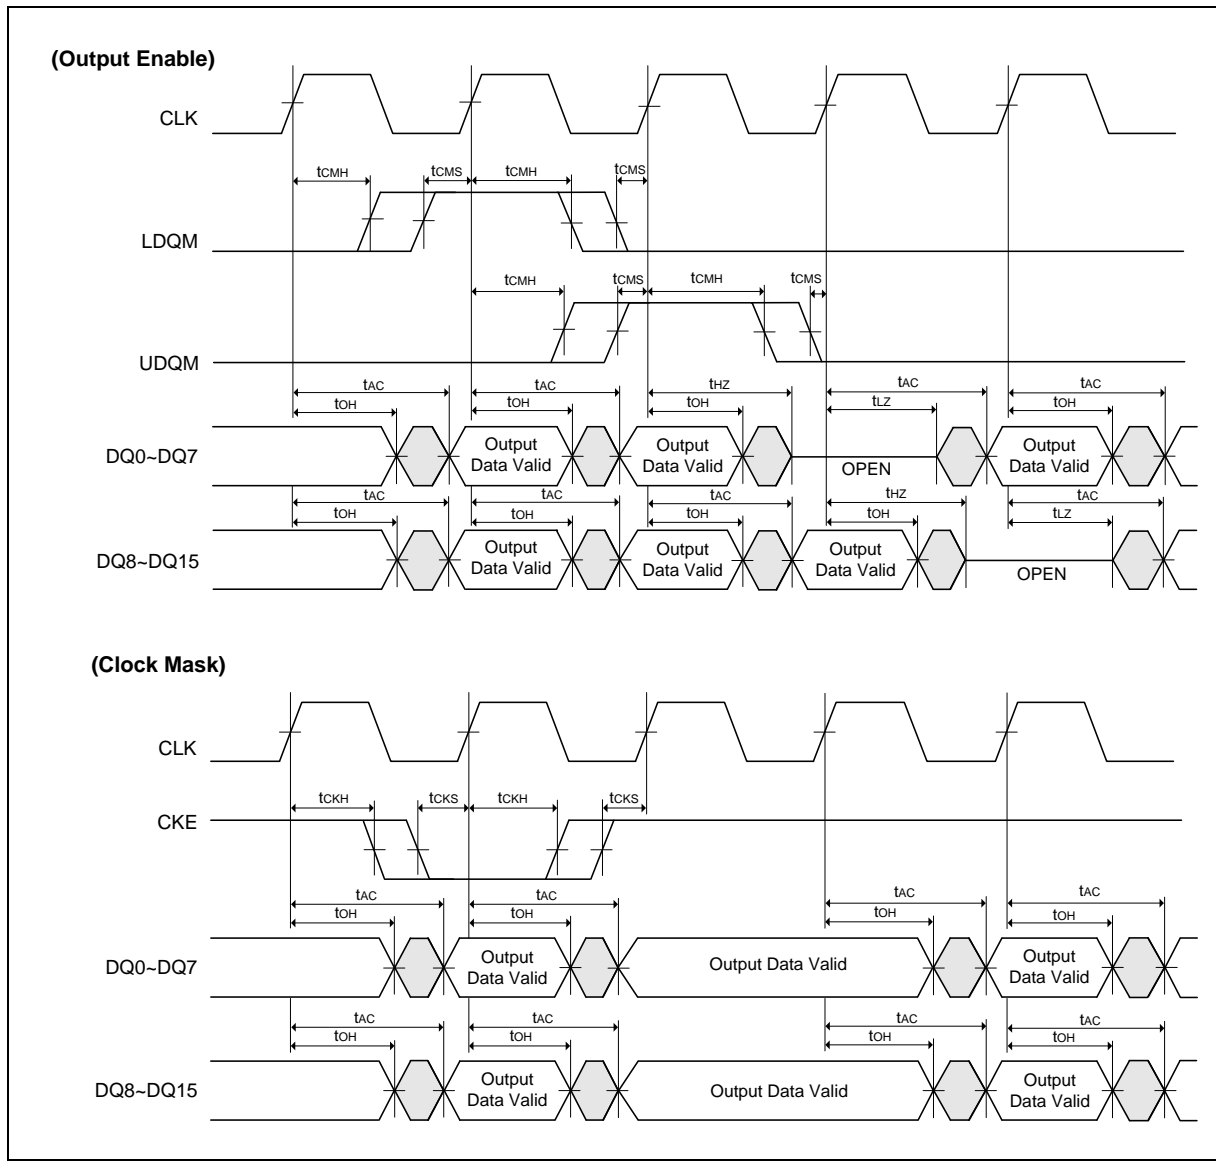 (Output Enable)
CLK
tCMH tCMS tCMH tCMS
LDQM
tCMH tCMS tCMH tCMS
UDQM
tAC tAC tHZ tAC tAC
tOH tOH tOH tLZ tOH
DQ0~DQ7 Output Data Valid Output Data Valid OPEN Output Data Valid
tAC tAC tAC tHZ tAC
tOH tOH tOH tOH tLZ
DQ8~DQ15 Output Data Valid Output Data Valid Output Data Valid OPEN
(Clock Mask)
CLK
tCKH tCKS tCKH tCKS
CKE
tAC tAC tAC tAC
tOH tOH tOH tOH
DQ0~DQ7 Output Data Valid Output Data Valid Output Data Valid
tAC tAC tAC tAC
tOH tOH tOH tOH
DQ8~DQ15 Output Data Valid Output Data Valid Output Data Valid